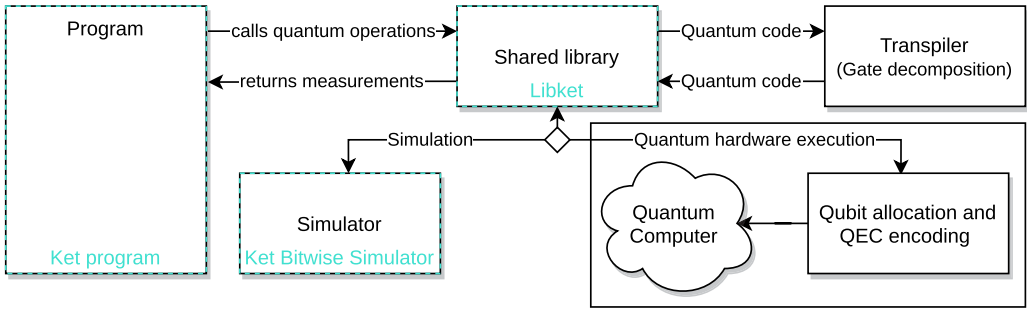 Program
calls quantum operations
Shared library
Libket
Quantum code
Transpiler
(Gate decomposition)
returns measurements
Quantum code
Simulation
Quantum hardware execution
Simulator
Ket Bitwise Simulator
Ket program
Quantum
Computer
Qubit allocation and
QEC encoding